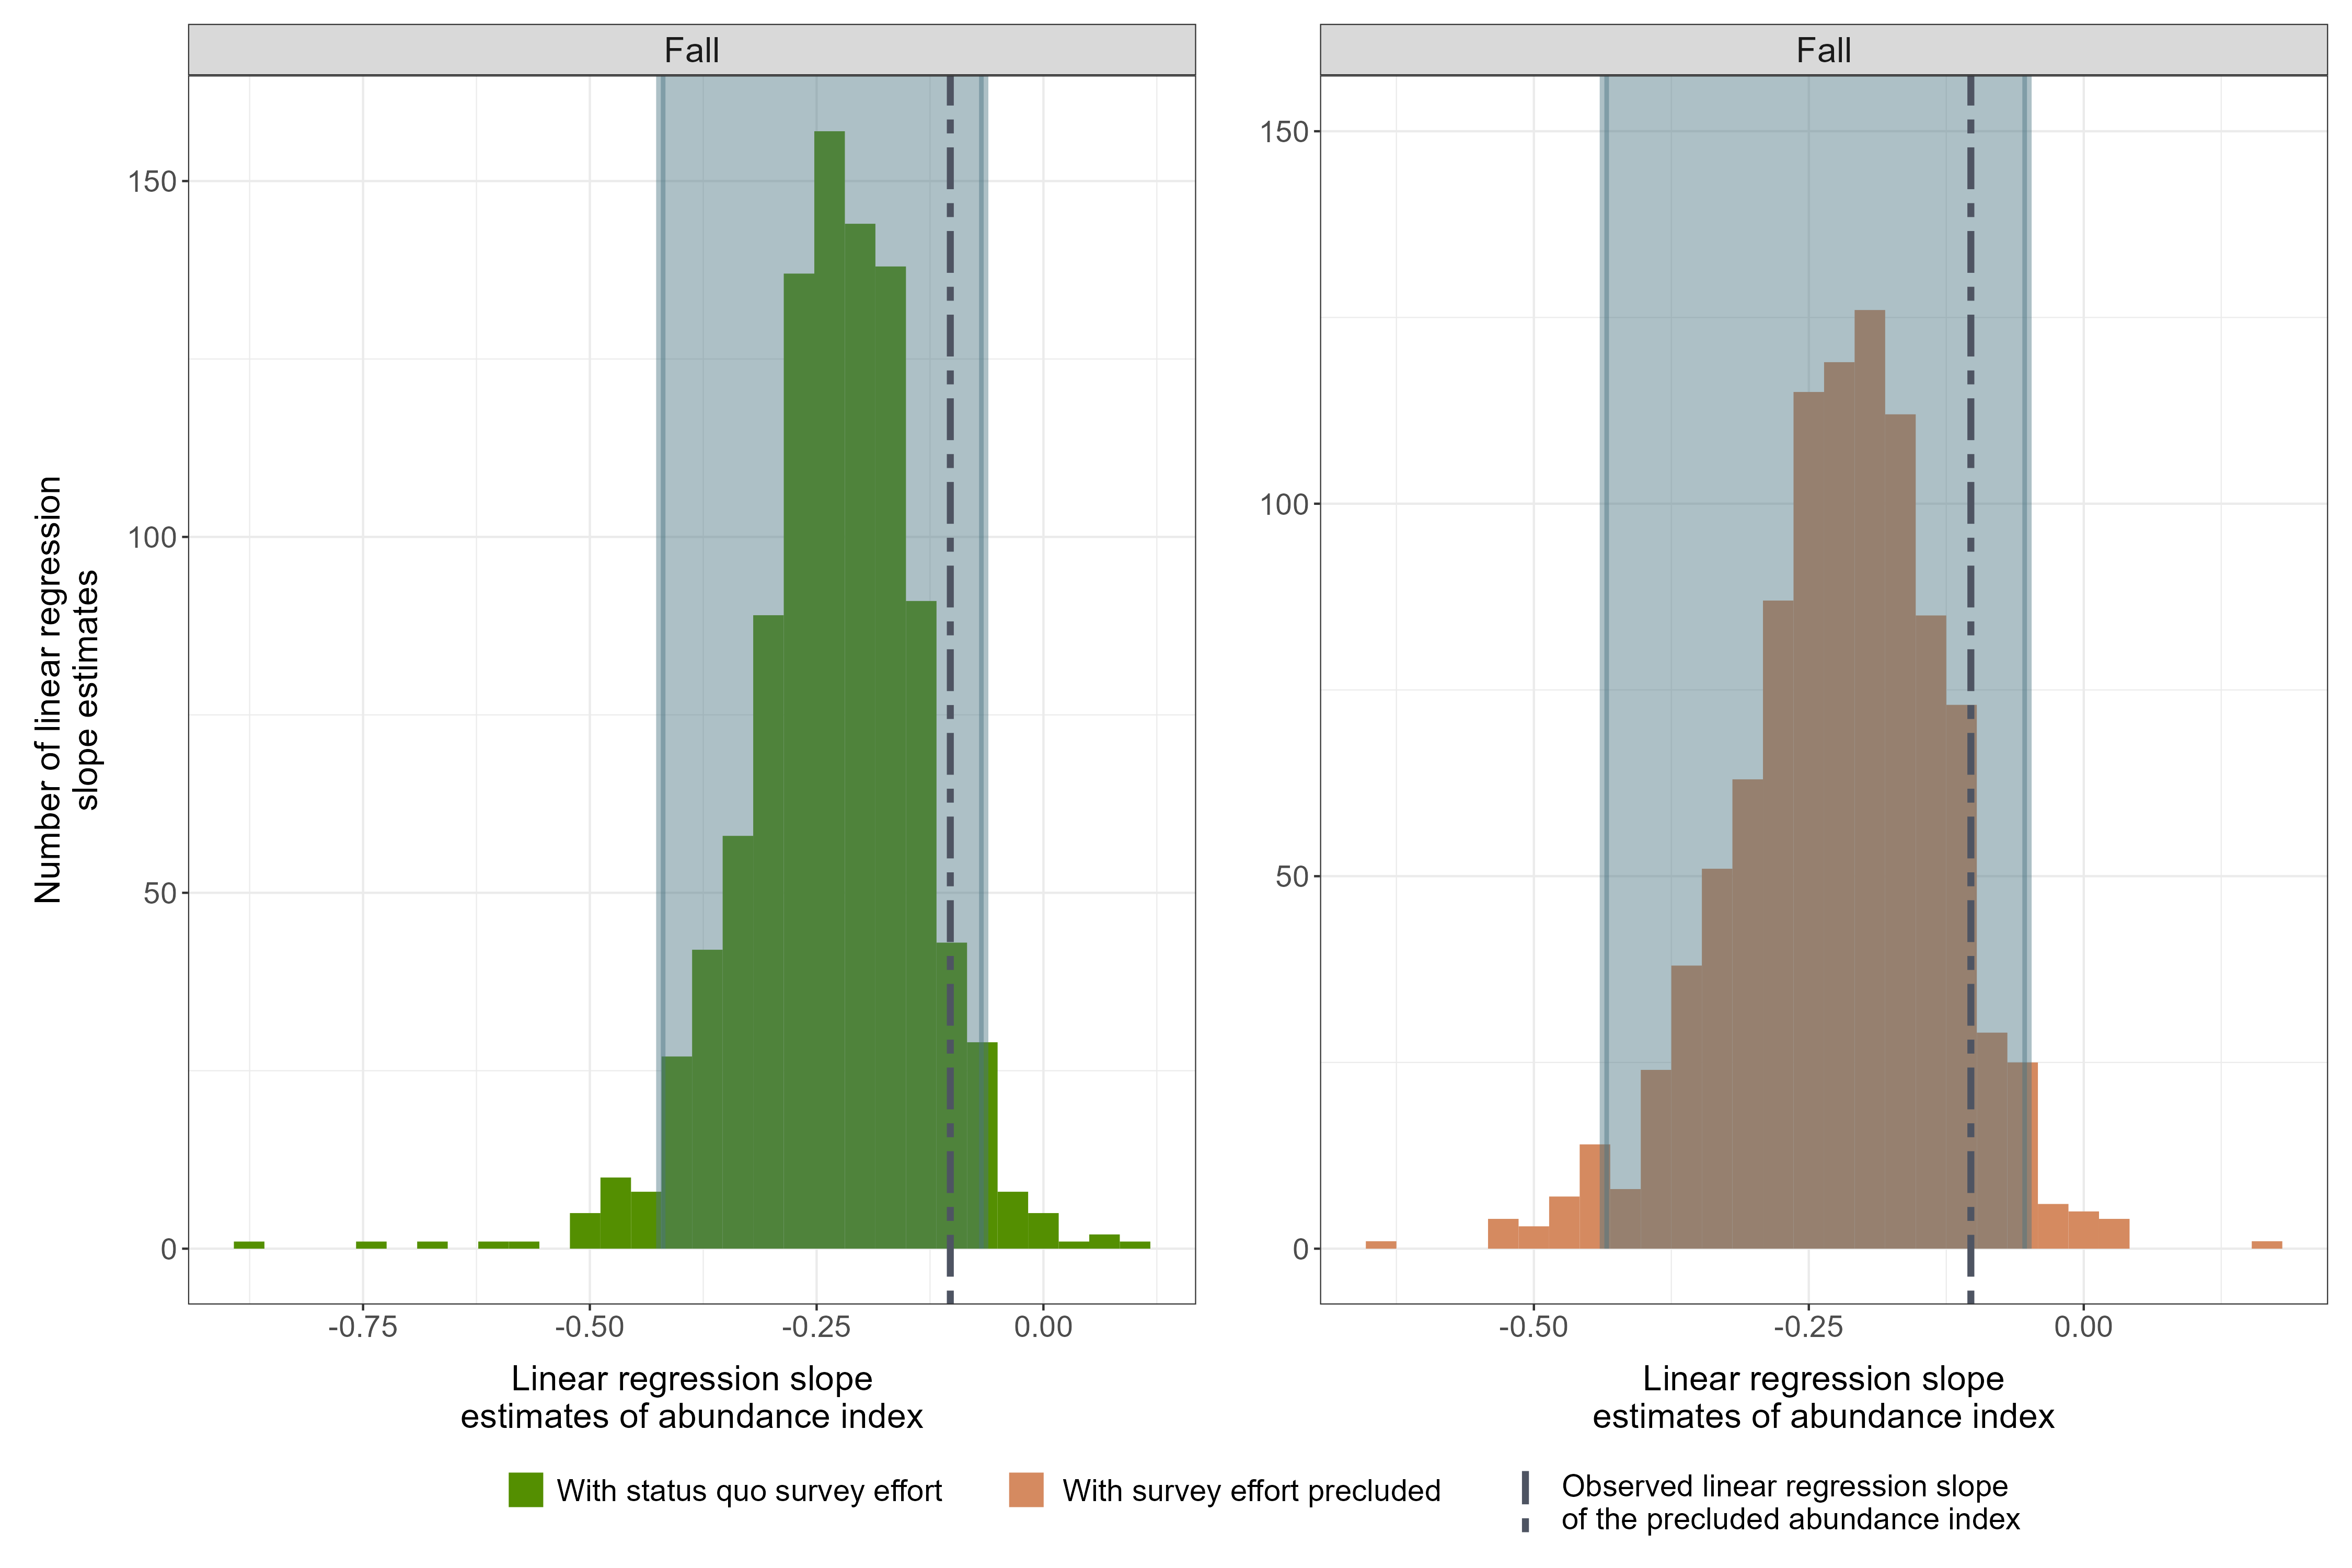 Fall
Fall
Number of linear regression
slope estimates
150
100
50
0
-0.75
-0.50
-0.25
0.00
Linear regression slope
estimates of abundance index
150
100
50
0
-0.50
-0.25
0.00
Linear regression slope
estimates of abundance index
With status quo survey effort
With survey effort precluded
Observed linear regression slope
of the precluded abundance index